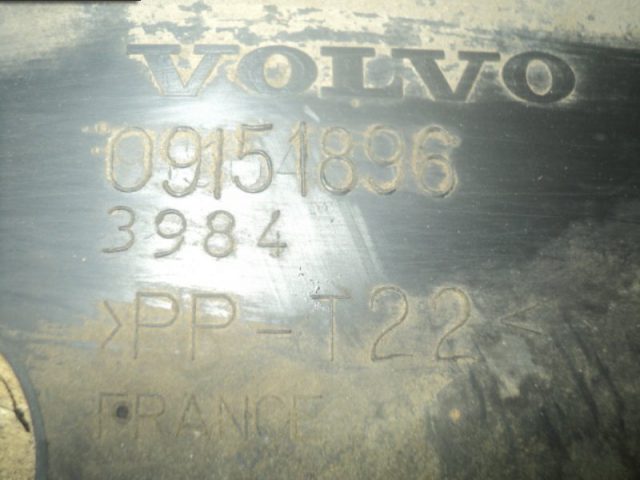 VOLVO
09151896
3984
>PP-T22<
FRANCE